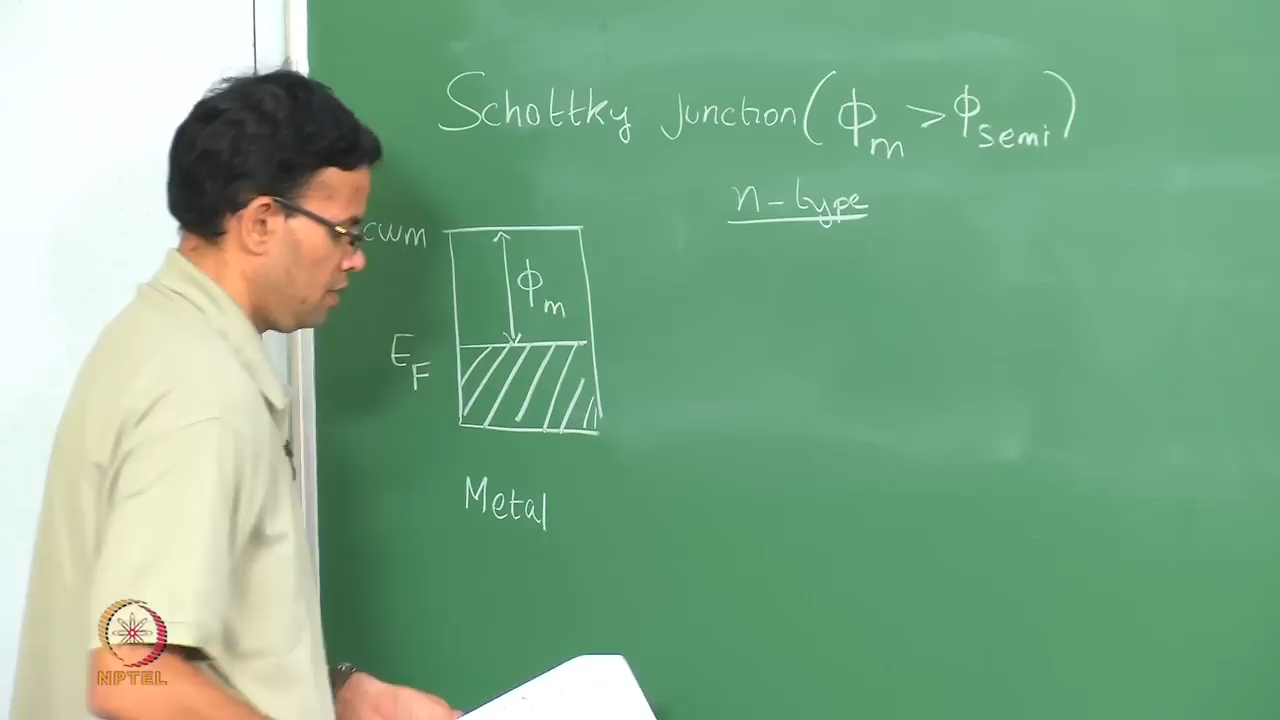 Schottky junction (ϕm > ϕsemi)
n-type
ϕm
EF
Metal
NPTEL